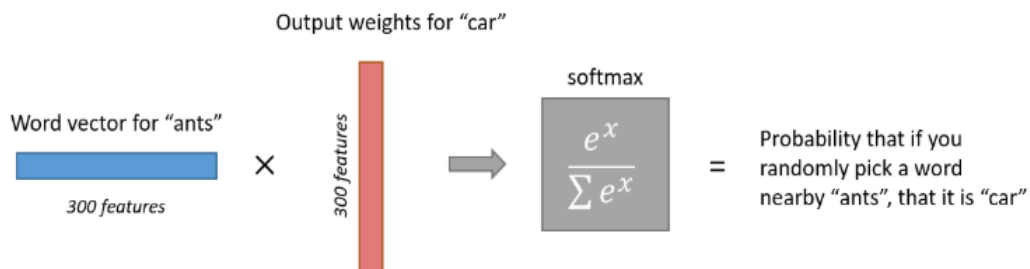 Output weights for “car”
softmax
Word vector for “ants”
300 features
×
300 features
e^x
∑ e^x
=
Probability that if you
randomly pick a word
nearby “ants”, that it is “car”